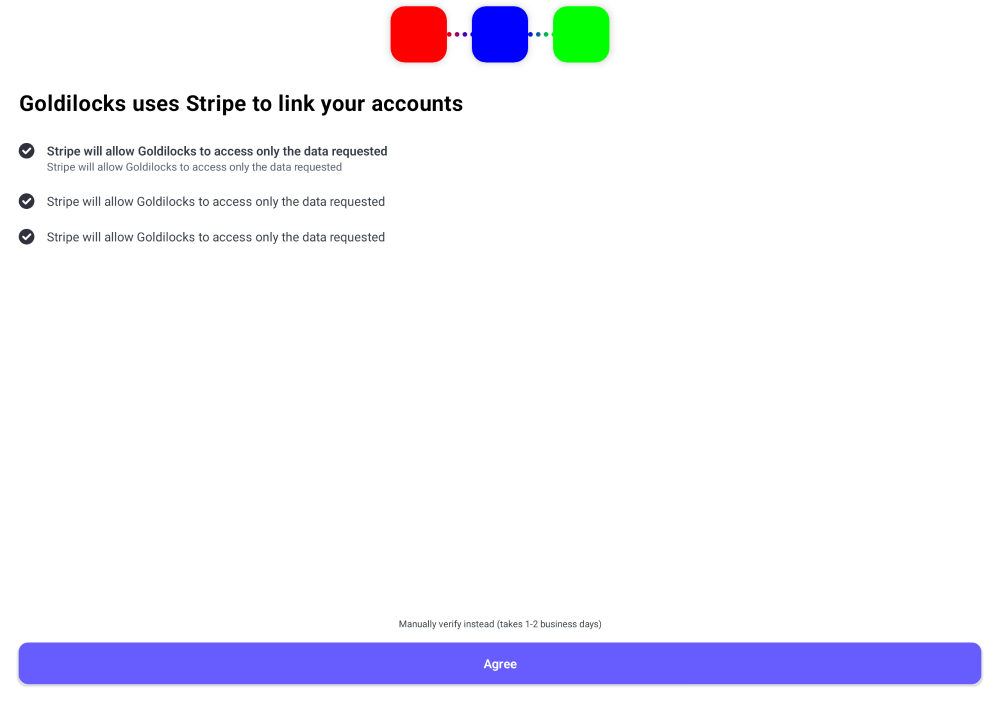 Goldilocks uses Stripe to link your accounts
Stripe will allow Goldilocks to access only the data requested
Stripe will allow Goldilocks to access only the data requested
Stripe will allow Goldilocks to access only the data requested
Stripe will allow Goldilocks to access only the data requested
Manually verify instead (takes 1-2 business days)
Agree